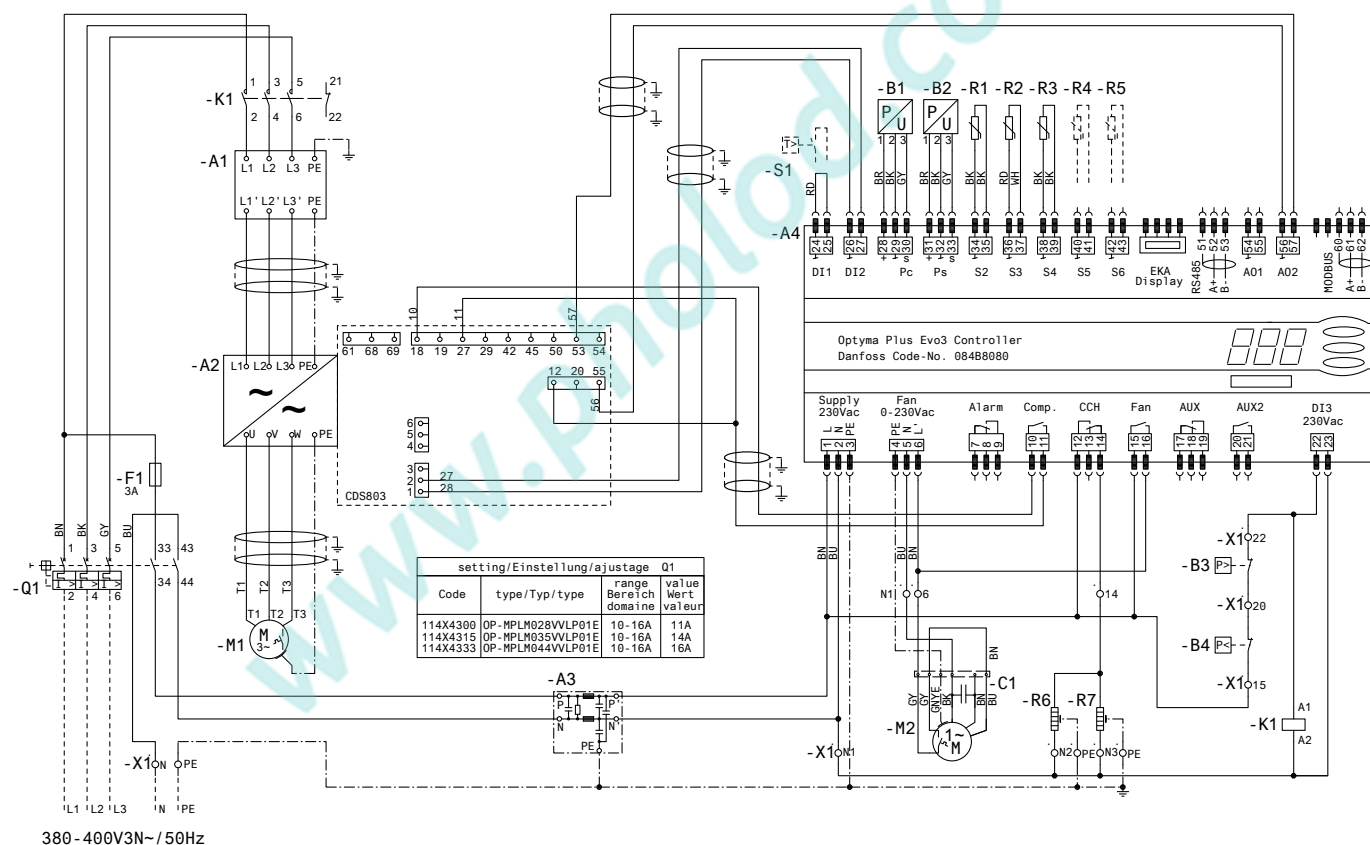 www.pholod.co
-K1
1 3 5 21
2 4 6 22
-A1
L1 L2 L3 PE
L1' L2' L3' PE
-A2
L1 L2 L3 PE
~
~
U V W PE
61 68 69 18 19 27 29 42 45 50 53 54
10 11 57
12 20 55
56
6
5
4
3
2 27
1 28
CDS803
-F1
3A
BN BK GY BU
1 3 5 33 43
-Q1
I> I> I>
2 4 6 34 44
T1 T2 T3
T1 T2 T3
-M1
M
3~
setting/Einstellung/ajustage Q1
Code type/Typ/type range Bereich domaine value Wert valeur
114X4300 OP-MPLM028VVLP01E 10-16A 11A
114X4315 OP-MPLM035VVLP01E 10-16A 14A
114X4333 OP-MPLM044VVLP01E 10-16A 16A
-A3
P P'
N N'
PE
-X1 N PE
L1 L2 L3 N PE
380-400V3N~/50Hz
-S1
T>
RD
-B1 -B2 -R1 -R2 -R3 -R4 -R5
P U P U
1 2 3 1 2 3
BR BK GY BR BK GY BK BK RD WH BK BK
-A4
24 25 26 27 28 29 30 31 32 33 34 35 36 37 38 39 40 41 42 43 51 52 53 54 55 56 57 60 61 62
+ + s + + s
DI1 DI2 Pc Ps S2 S3 S4 S5 S6 EKA Display RS485 A+ B- AO1 AO2 MODBUS A+ B-
Optyma Plus Evo3 Controller
Danfoss Code-No. 084B8080
Supply 230Vac
Fan 0-230Vac
Alarm Comp. CCH Fan AUX AUX2
DI3 230Vac
L N PE PE N L'
1 2 3 4 5 6 7 8 9 10 11 12 13 14 15 16 17 18 19 20 21 22 23
BN BU BU BN
N1 6 14
BN
-C1
GY GY GNYE BK BN BU
-M2
1~
M
-X1 N1
-R6 -R7
N2 PE N3 PE
-X1 22
-B3 P>
-X1 20
-B4 P<
-X1 15
-K1
A1
A2